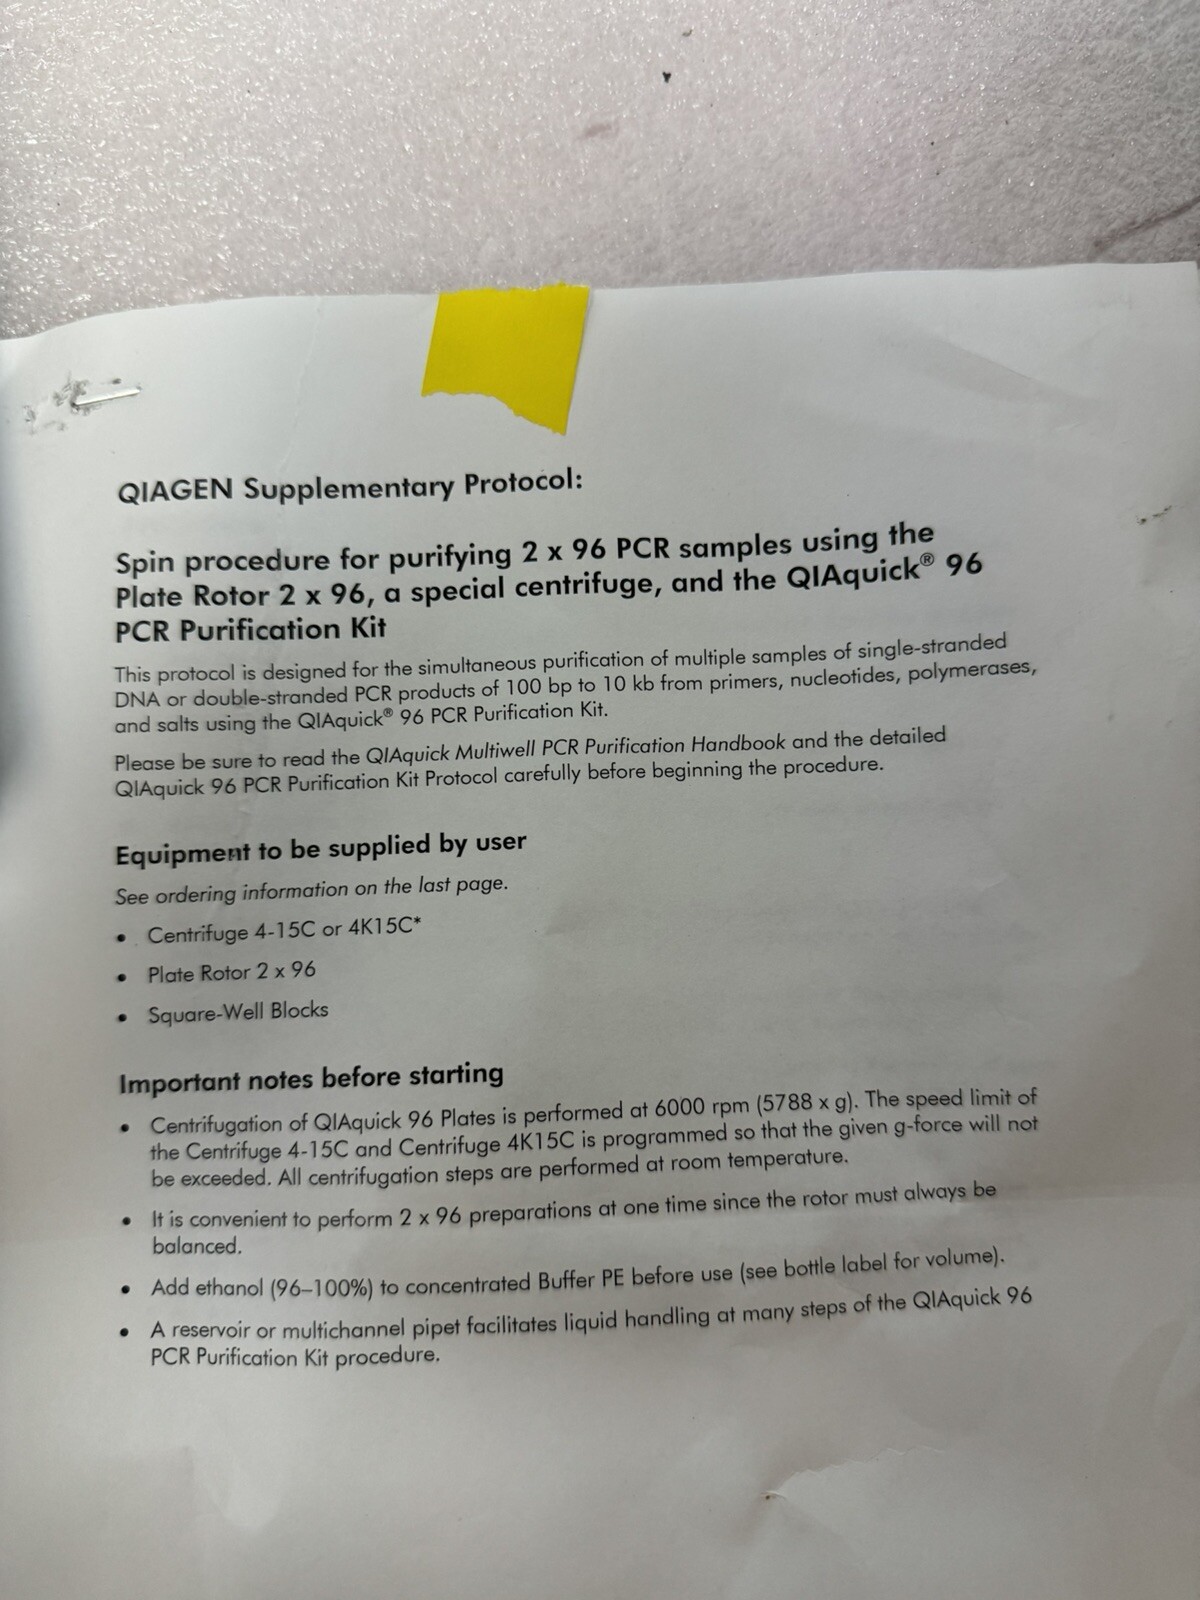 QIAGEN Supplementary Protocol:
Spin procedure for purifying 2 x 96 PCR samples using the
Plate Rotor 2 x 96, a special centrifuge, and the QIAquick® 96
PCR Purification Kit
This protocol is designed for the simultaneous purification of multiple samples of single-stranded
DNA or double-stranded PCR products of 100 bp to 10 kb from primers, nucleotides, polymerases,
and salts using the QIAquick® 96 PCR Purification Kit.
Please be sure to read the QIAquick Multiwell PCR Purification Handbook and the detailed
QIAquick 96 PCR Purification Kit Protocol carefully before beginning the procedure.
Equipment to be supplied by user
See ordering information on the last page.
• Centrifuge 4-15C or 4K15C*
• Plate Rotor 2 x 96
• Square-Well Blocks
Important notes before starting
• Centrifugation of QIAquick 96 Plates is performed at 6000 rpm (5788 x g). The speed limit of
the Centrifuge 4-15C and Centrifuge 4K15C is programmed so that the given g-force will not
be exceeded. All centrifugation steps are performed at room temperature.
• It is convenient to perform 2 x 96 preparations at one time since the rotor must always be
balanced.
• Add ethanol (96–100%) to concentrated Buffer PE before use (see bottle label for volume).
• A reservoir or multichannel pipet facilitates liquid handling at many steps of the QIAquick 96
PCR Purification Kit procedure.